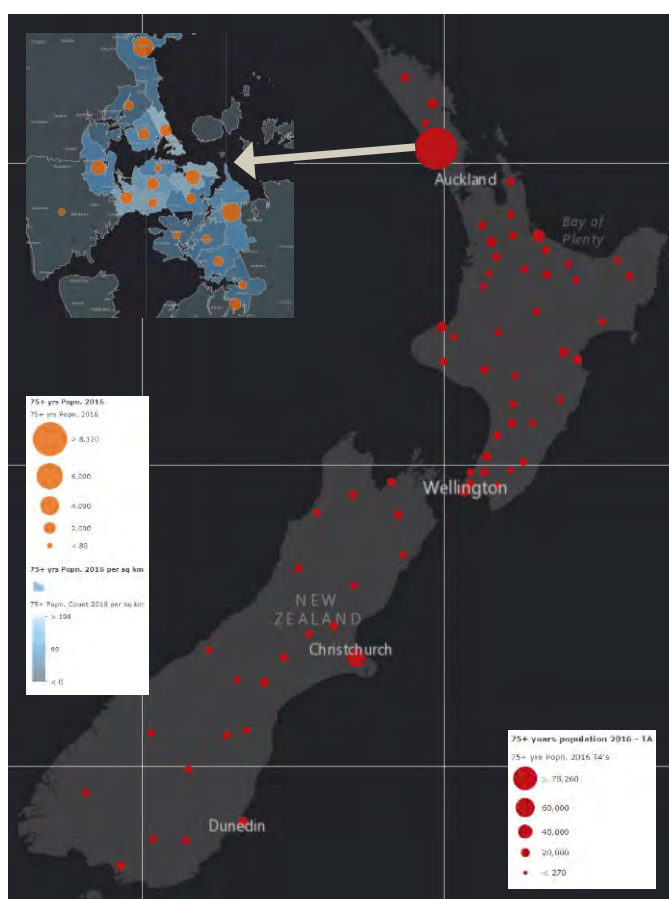 Auckland
Bay of
Plenty
75+ yrs Popn. 2016
75+ yrs Popn. 2016
> 8,120
6,000
4,000
2,000
< 80
75+ yrs Popn. 2016 per sq km
75+ Popn. Count 2016 per sq km
> 198
99
< 0
Wellington
NEW
ZEALAND
Christchurch
75+ years population 2016 - TA
75+ yrs Popn. 2016 TA's
> 78,260
60,000
40,000
20,000
< 270
Dunedin